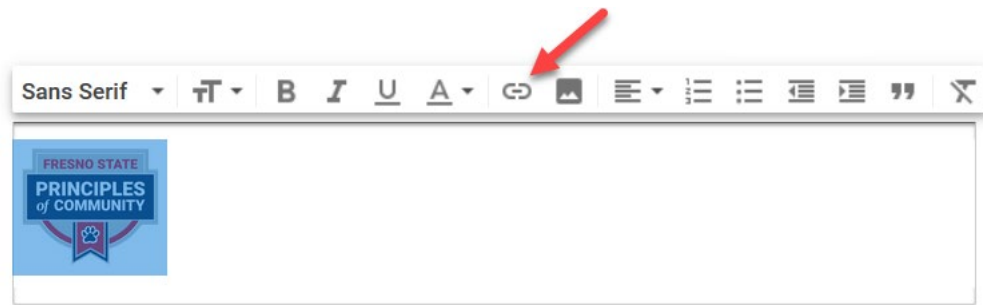 Sans Serif
B I U A
FRESNO STATE
PRINCIPLES
of COMMUNITY